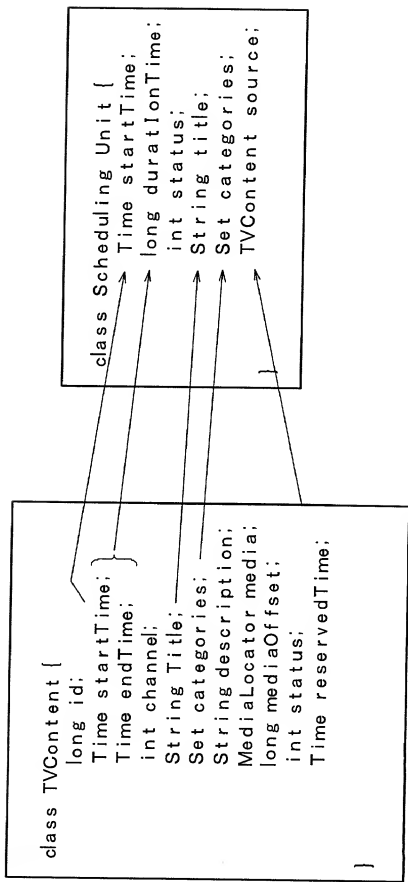 class TVContent {
long id;
Time startTime;
Time endTime;
int channel;
String Title;
Set categories;
String description;
MediaLocator media;
long mediaOffset;
int status;
Time reservedTime;
}
class Scheduling Unit {
Time startTime;
long duratIonTime;
int status;
String title;
Set categories;
TVContent source;
}